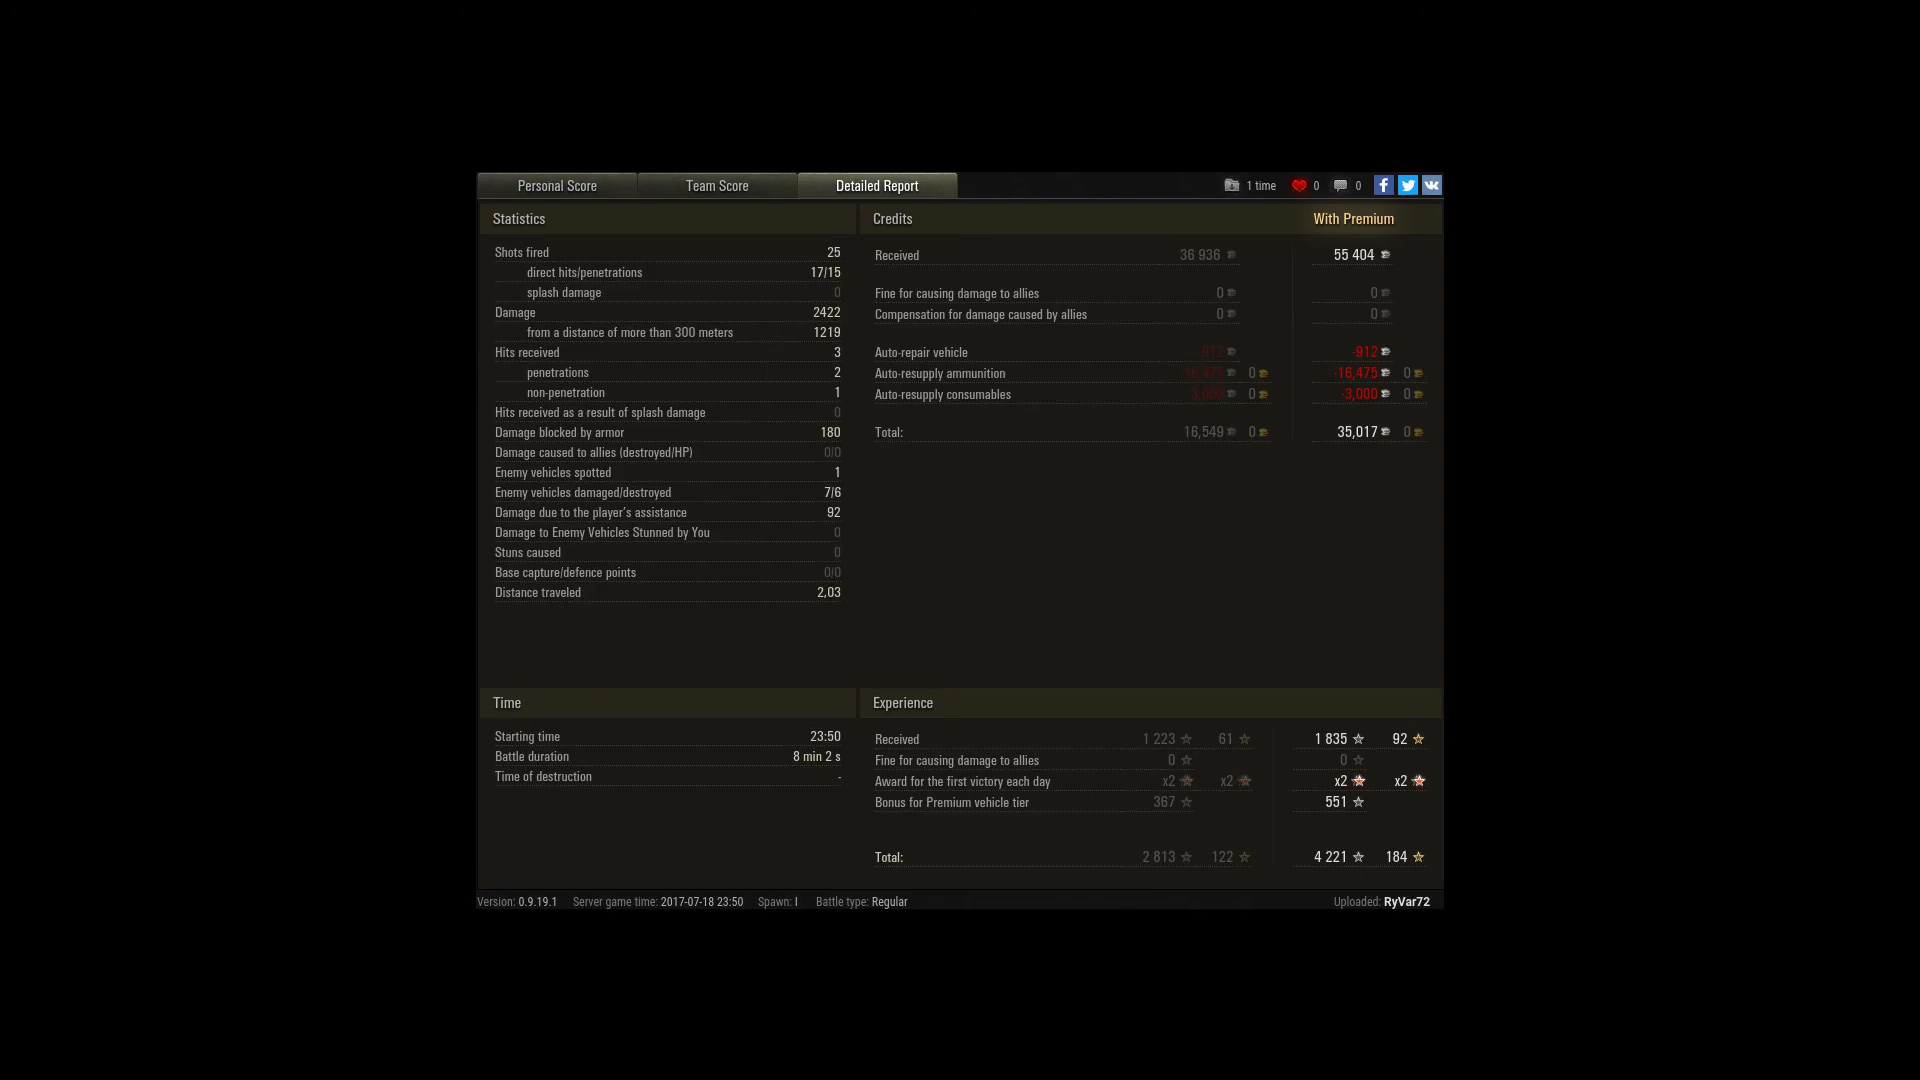 Personal Score Team Score Detailed Report 1 time 0 0
Statistics
Shots fired 25
direct hits/penetrations 17/15
splash damage 0
Damage 2422
from a distance of more than 300 meters 1219
Hits received 3
penetrations 2
non-penetration 1
Hits received as a result of splash damage 0
Damage blocked by armor 180
Damage caused to allies (destroyed/HP) 0/0
Enemy vehicles spotted 1
Enemy vehicles damaged/destroyed 7/6
Damage due to the player's assistance 92
Damage to Enemy Vehicles Stunned by You 0
Stuns caused 0
Base capture/defence points 0/0
Distance traveled 2,03
Credits With Premium
Received 36 936 55 404
Fine for causing damage to allies 0 0
Compensation for damage caused by allies 0 0
Auto-repair vehicle -912 -912
Auto-resupply ammunition -16,475 0 -16,475 0
Auto-resupply consumables -3,000 0 -3,000 0
Total: 16,549 0 35,017 0
Time
Starting time 23:50
Battle duration 8 min 2 s
Time of destruction -
Experience
Received 1 223 61 1 835 92
Fine for causing damage to allies 0 0
Award for the first victory each day x2 x2 x2 x2
Bonus for Premium vehicle tier 367 551
Total: 2 813 122 4 221 184
Version: 0.9.19.1 Server game time: 2017-07-18 23:50 Spawn: I Battle type: Regular Uploaded: RyVar72